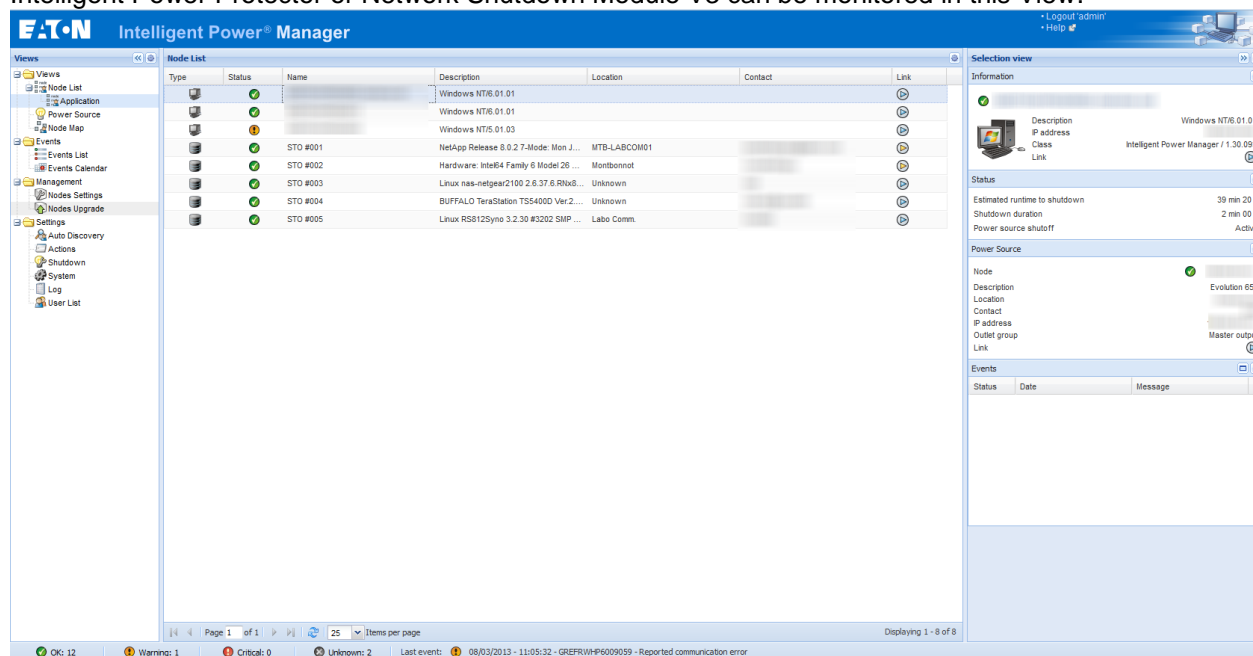 Intelligent Power Protector or Network Shutdown Module V3 can be monitored in this View.
EATON Intelligent Power® Manager
• Logout 'admin'
• Help
Views
Node List
Selection view
Views
Node List
Application
Power Source
Node Map
Events
Events List
Events Calendar
Management
Nodes Settings
Nodes Upgrade
Settings
Auto Discovery
Actions
Shutdown
System
Log
User List
Type Status Name Description Location Contact Link
Windows NT/6.01.01
Windows NT/6.01.01
Windows NT/5.01.03
STO #001 NetApp Release 8.0.2 7-Mode: Mon J... MTB-LABCOM01
STO #002 Hardware: Intel64 Family 6 Model 26 ... Montbonnot
STO #003 Linux nas-netgear2100 2.6.37.6.RNx8... Unknown
STO #004 BUFFALO TeraStation TS5400D Ver.2.... Unknown
STO #005 Linux RS812Syno 3.2.30 #3202 SMP ... Labo Comm.
Information
Description Windows NT/6.01.0
IP address
Class Intelligent Power Manager / 1.30.09
Link
Status
Estimated runtime to shutdown 39 min 20
Shutdown duration 2 min 00
Power source shutoff Activ
Power Source
Node
Description Evolution 65
Location
Contact
IP address
Outlet group Master outp
Link
Events
Status Date Message
Page 1 of 1 25 Items per page Displaying 1 - 8 of 8
OK: 12 Warning: 1 Critical: 0 Unknown: 2 Last event: 08/03/2013 - 11:05:32 - GREFRWHP6009059 - Reported communication error